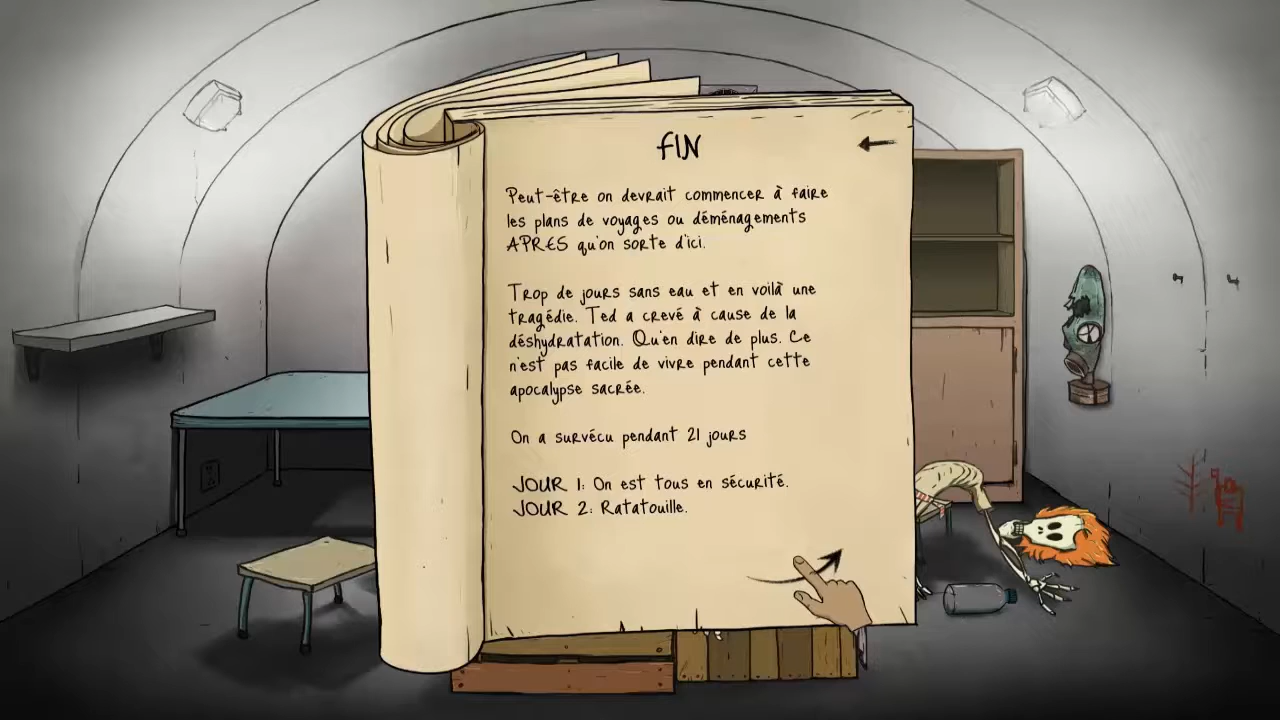 FIN
Peut-être on devrait commencer à faire
les plans de voyages ou déménagements
APRES qu'on sorte d'ici.
Trop de jours sans eau et en voilà une
tragédie. Ted a crevé à cause de la
déshydratation. Qu'en dire de plus. Ce
n'est pas facile de vivre pendant cette
apocalypse sacrée.
On a survécu pendant 21 jours
JOUR 1: On est tous en sécurité.
JOUR 2: Ratatouille.